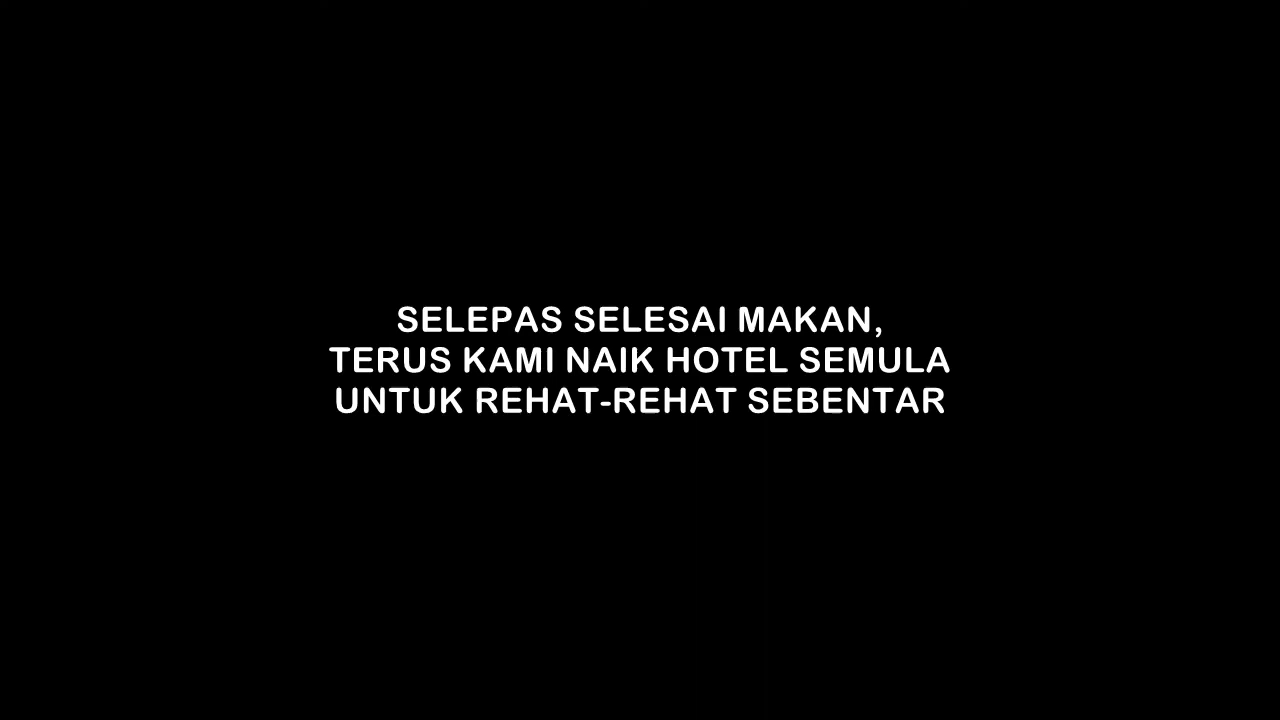 SELEPAS SELESAI MAKAN,
TERUS KAMI NAIK HOTEL SEMULA
UNTUK REHAT-REHAT SEBENTAR